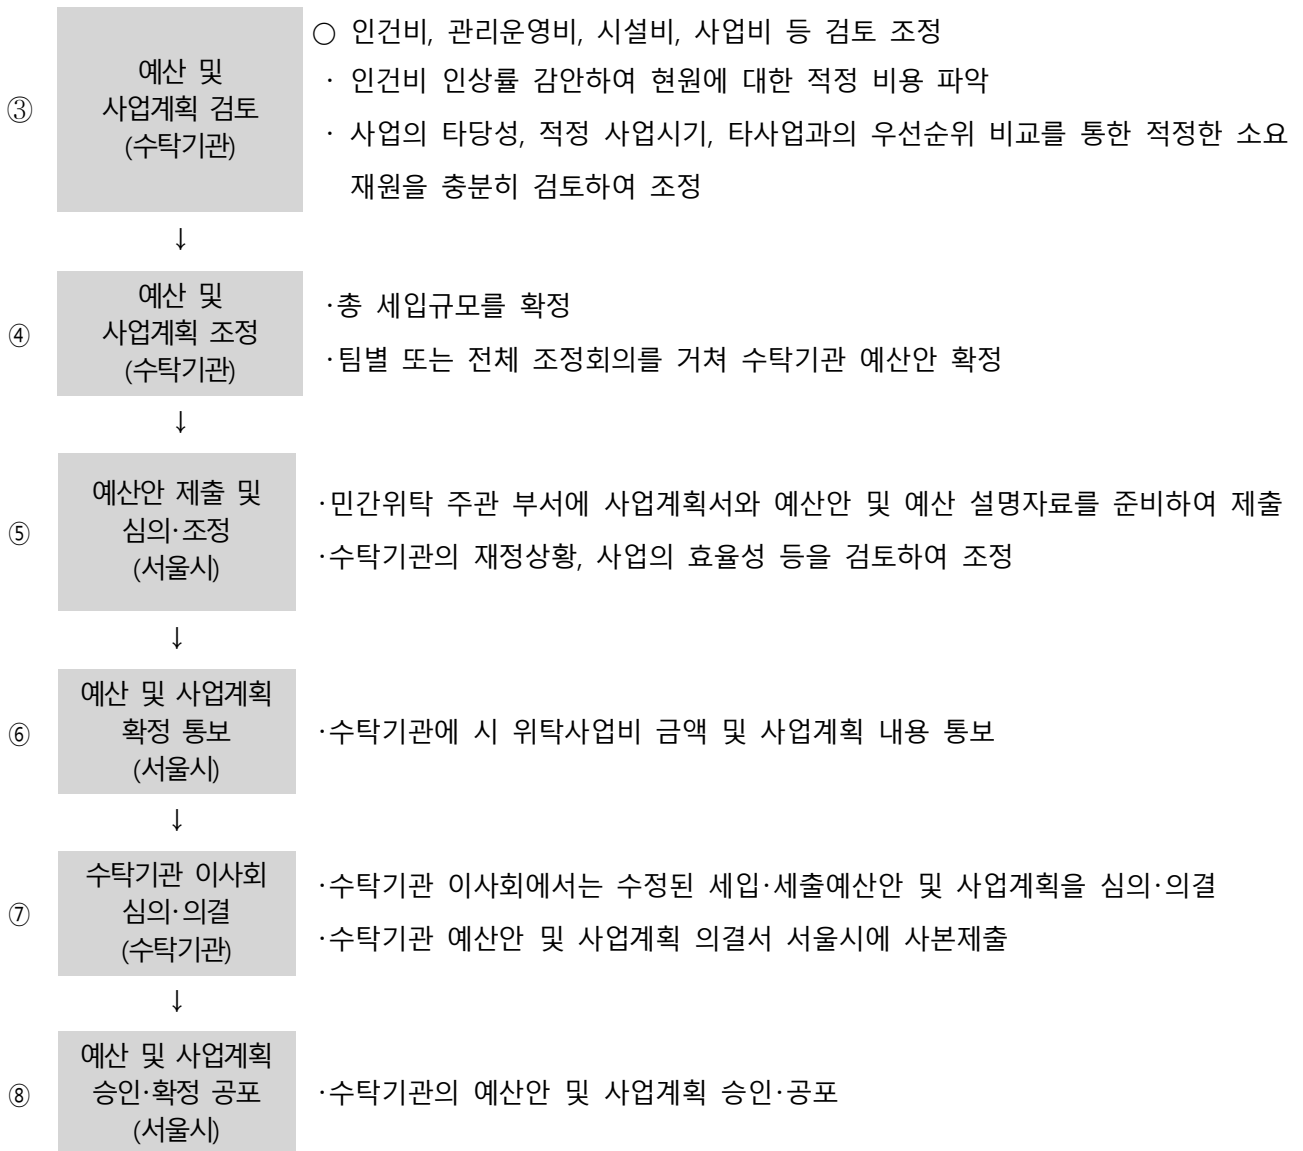 ③
예산 및
사업계획 검토
(수탁기관)
○ 인건비, 관리운영비, 시설비, 사업비 등 검토 조정
· 인건비 인상률 감안하여 현원에 대한 적정 비용 파악
· 사업의 타당성, 적정 사업시기, 타사업과의 우선순위 비교를 통한 적정한 소요
재원을 충분히 검토하여 조정
↓
④
예산 및
사업계획 조정
(수탁기관)
·총 세입규모를 확정
·팀별 또는 전체 조정회의를 거쳐 수탁기관 예산안 확정
↓
⑤
예산안 제출 및
심의·조정
(서울시)
·민간위탁 주관 부서에 사업계획서와 예산안 및 예산 설명자료를 준비하여 제출
·수탁기관의 재정상황, 사업의 효율성 등을 검토하여 조정
↓
⑥
예산 및 사업계획
확정 통보
(서울시)
·수탁기관에 시 위탁사업비 금액 및 사업계획 내용 통보
↓
⑦
수탁기관 이사회
심의·의결
(수탁기관)
·수탁기관 이사회에서는 수정된 세입·세출예산안 및 사업계획을 심의·의결
·수탁기관 예산안 및 사업계획 의결서 서울시에 사본제출
↓
⑧
예산 및 사업계획
승인·확정 공포
(서울시)
·수탁기관의 예산안 및 사업계획 승인·공포